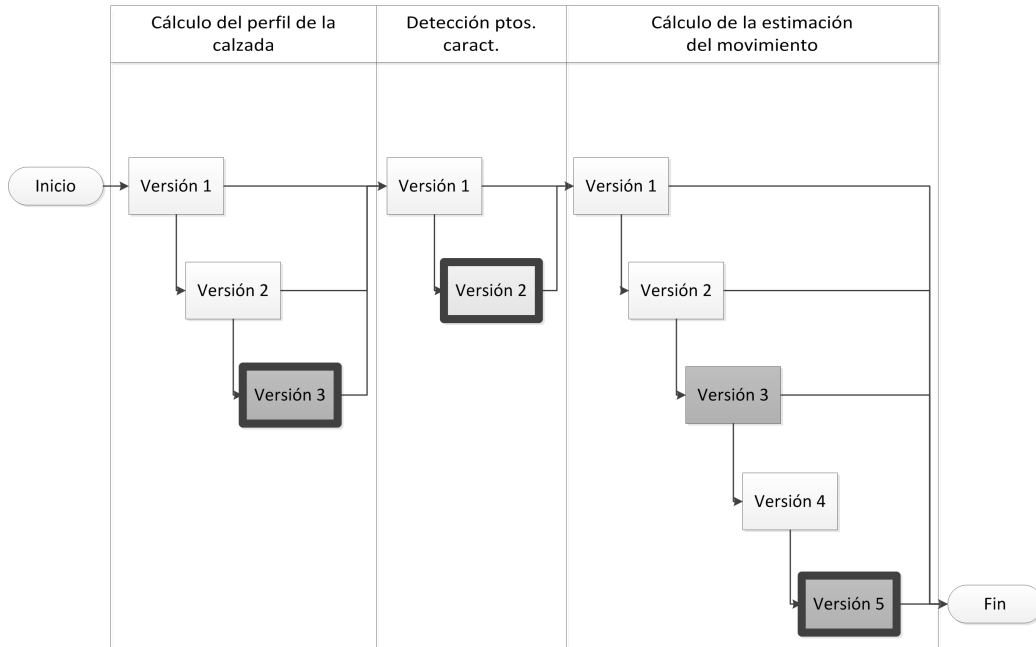 Cálculo del perfil de la
calzada
Detección ptos.
caract.
Cálculo de la estimación
del movimiento
Inicio
Versión 1
Versión 1
Versión 1
Versión 2
Versión 2
Versión 2
Versión 3
Versión 3
Versión 4
Versión 5
Fin